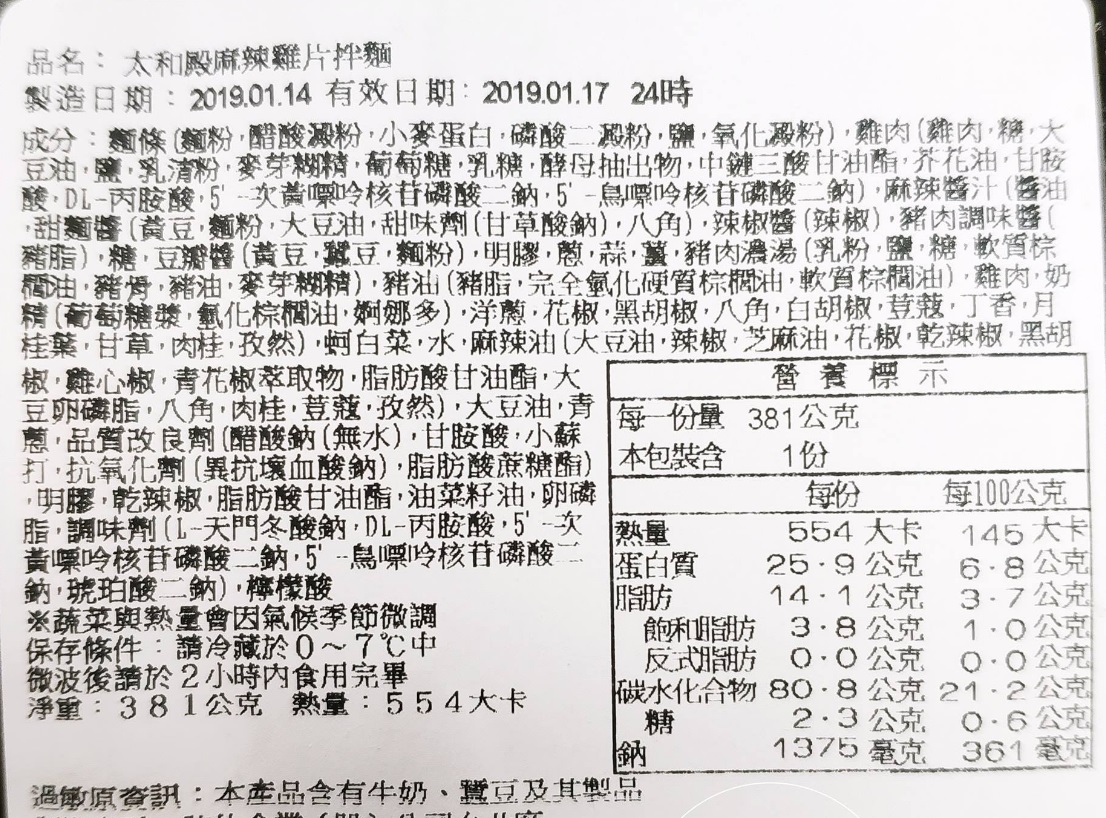 品名：太和殿麻辣雞片拌麵
製造日期：2019.01.14 有效日期：2019.01.17 24時
成分：麵條(麵粉,醋酸澱粉,小麥蛋白,磷酸二澱粉,鹽,氧化澱粉),雞肉(雞肉,糖,大
豆油,鹽,乳清粉,麥芽糊精,葡萄糖,乳糖,酵母抽出物,中鏈三酸甘油酯,芥花油,甘胺
酸,DL-丙胺酸,5'-次黃嘌呤核苷磷酸二鈉,5'-鳥嘌呤核苷磷酸二鈉),麻辣醬汁(醬油
,甜麵醬(黃豆,麵粉,大豆油,甜味劑(甘草酸鈉),八角),辣椒醬(辣椒),豬肉調味醬(
豬脂),糖,豆瓣醬(黃豆,蠶豆,麵粉),明膠,蔥,蒜,薑,豬肉濃湯(乳粉,鹽,糖,軟質棕
櫚油,豬骨,豬油,麥芽糊精),豬油(豬脂,完全氫化硬質棕櫚油,軟質棕櫚油),雞肉,奶
精(葡萄糖漿,氫化棕櫚油,婀娜多),洋蔥,花椒,黑胡椒,八角,白胡椒,荳蔻,丁香,月
桂葉,甘草,肉桂,孜然),蚵白菜,水,麻辣油(大豆油,辣椒,芝麻油,花椒,乾辣椒,黑胡
椒,雞心椒,青花椒萃取物,脂肪酸甘油酯,大
豆卵磷脂,八角,肉桂,荳蔻,孜然),大豆油,青
蔥,品質改良劑(醋酸鈉(無水),甘胺酸,小蘇
打,抗氧化劑(異抗壞血酸鈉),脂肪酸蔗糖酯)
,明膠,乾辣椒,脂肪酸甘油酯,油菜籽油,卵磷
脂,調味劑(L-天門冬酸鈉,DL-丙胺酸,5'-次
黃嘌呤核苷磷酸二鈉,5'-鳥嘌呤核苷磷酸二
鈉,琥珀酸二鈉),檸檬酸
※蔬菜與熱量會因氣候季節微調
保存條件：請冷藏於0～7℃中
微波後請於2小時內食用完畢
淨重：381公克 熱量：554大卡
營養標示
每一份量 381公克
本包裝含 1份
每份 每100公克
熱量 554 大卡 145 大卡
蛋白質 25.9 公克 6.8 公克
脂肪 14.1 公克 3.7 公克
飽和脂肪 3.8 公克 1.0 公克
反式脂肪 0.0 公克 0.0 公克
碳水化合物 80.8 公克 21.2 公克
糖 2.3 公克 0.6 公克
鈉 1375 毫克 361 毫克
過敏原資訊：本產品含有牛奶、蠶豆及其製品